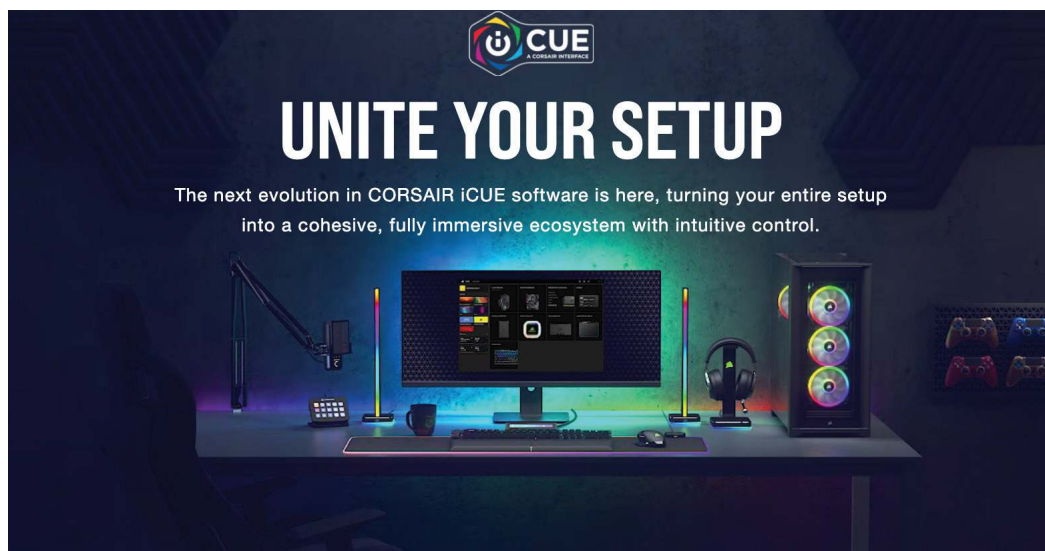 iCUE
A CORSAIR INTERFACE
UNITE YOUR SETUP
The next evolution in CORSAIR iCUE software is here, turning your entire setup
into a cohesive, fully immersive ecosystem with intuitive control.